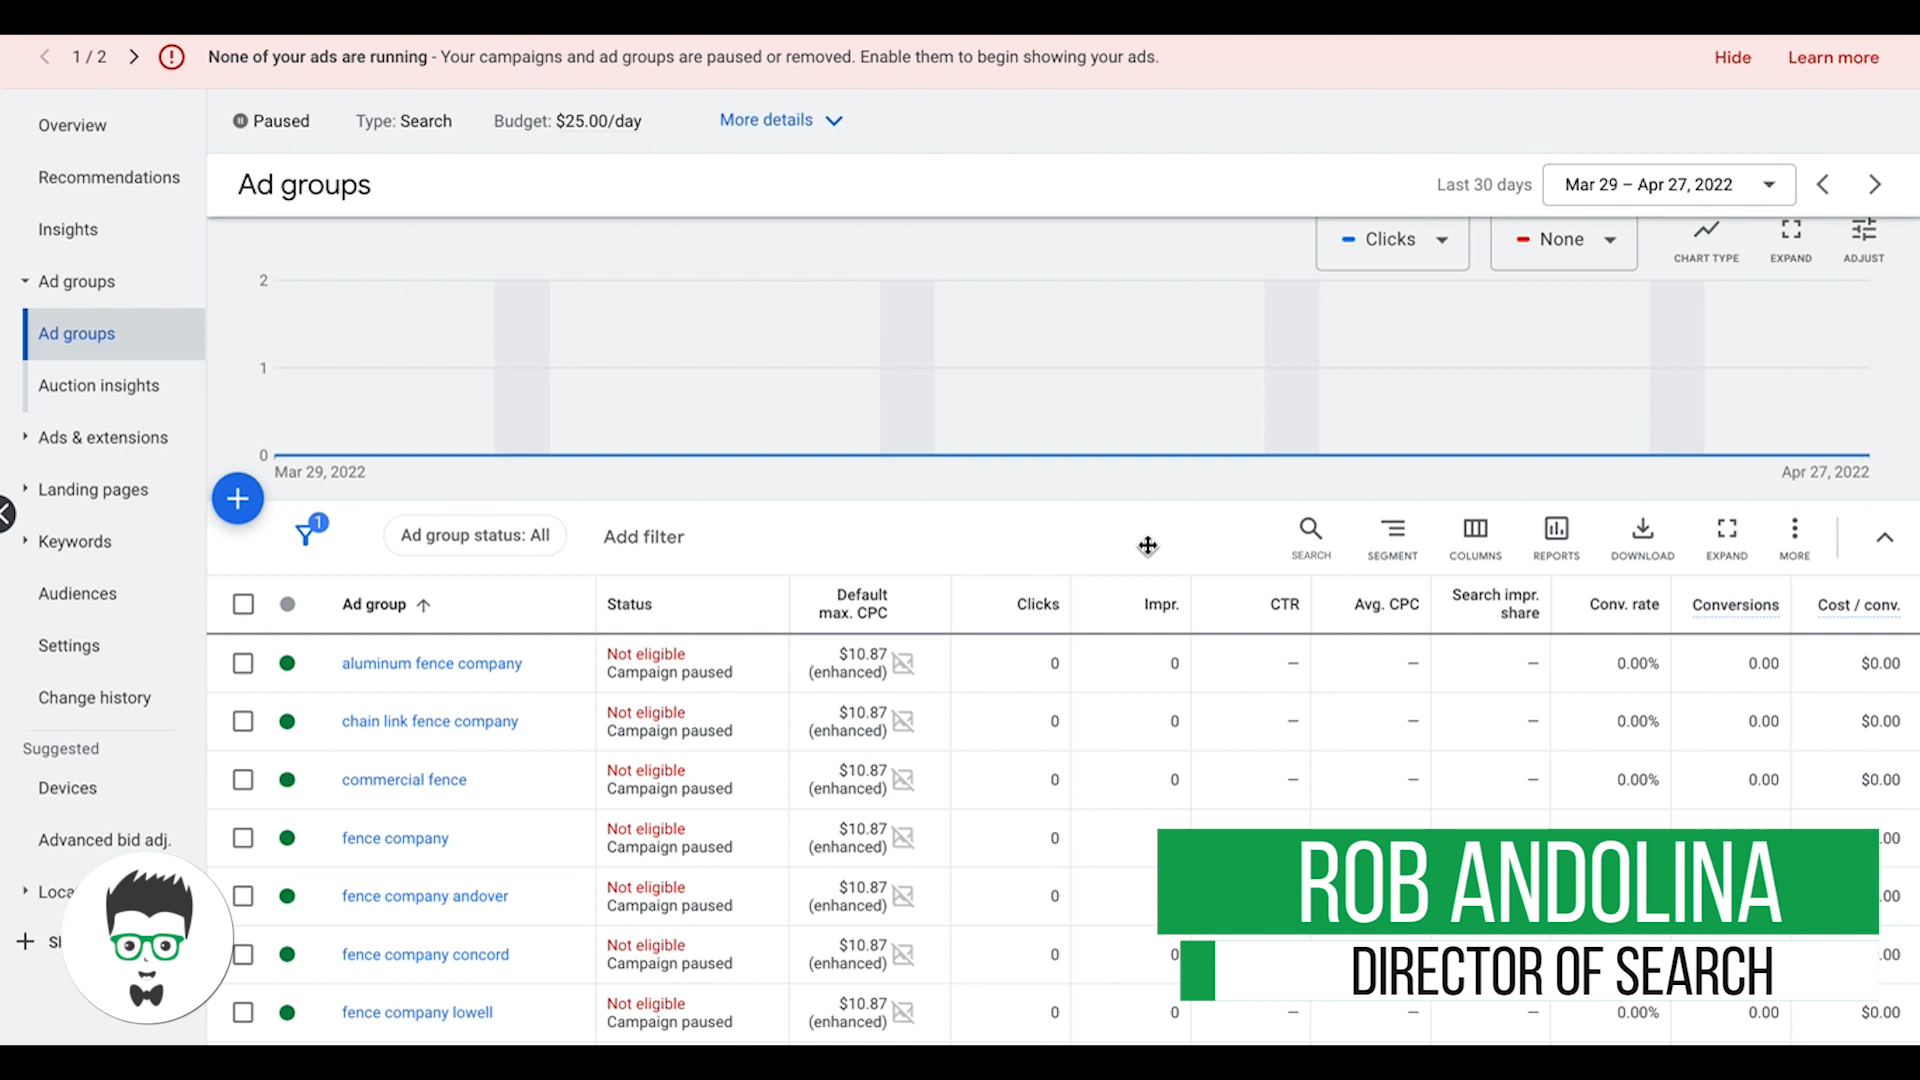 1 / 2
None of your ads are running - Your campaigns and ad groups are paused or removed. Enable them to begin showing your ads.
Hide
Learn more
Overview
Recommendations
Insights
Ad groups
Ad groups
Auction insights
Ads & extensions
Landing pages
Keywords
Audiences
Settings
Change history
Suggested
Devices
Advanced bid adj.
Loca
Paused
Type: Search
Budget: $25.00/day
More details
Ad groups
Last 30 days
Mar 29 – Apr 27, 2022
Clicks
None
CHART TYPE
EXPAND
ADJUST
2
1
0
Mar 29, 2022
Apr 27, 2022
1
Ad group status: All
Add filter
SEARCH
SEGMENT
COLUMNS
REPORTS
DOWNLOAD
EXPAND
MORE
Ad group Status Default max. CPC Clicks Impr. CTR Avg. CPC Search impr. share Conv. rate Conversions Cost / conv.
aluminum fence company Not eligible Campaign paused $10.87 (enhanced) 0 0 – – – 0.00% 0.00 $0.00
chain link fence company Not eligible Campaign paused $10.87 (enhanced) 0 0 – – – 0.00% 0.00 $0.00
commercial fence Not eligible Campaign paused $10.87 (enhanced) 0 0 – – – 0.00% 0.00 $0.00
fence company Not eligible Campaign paused $10.87 (enhanced) 0 .00
fence company andover Not eligible Campaign paused $10.87 (enhanced) 0 .00
fence company concord Not eligible Campaign paused $10.87 (enhanced) 0 0 .00
fence company lowell Not eligible Campaign paused $10.87 (enhanced) 0 0 – – – 0.00% 0.00 $0.00
ROB ANDOLINA
DIRECTOR OF SEARCH